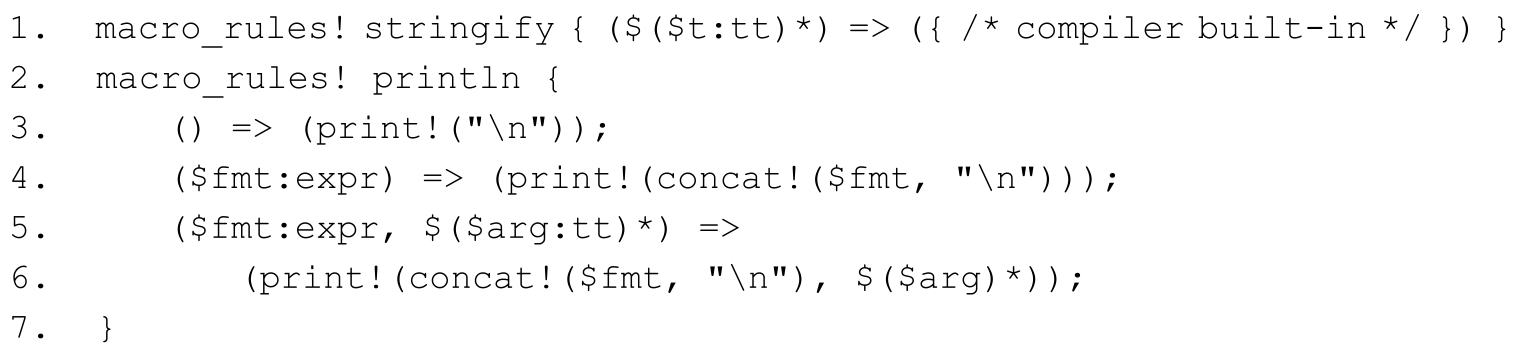 1. macro_rules! stringify { ($($t:tt)*) => ({ /* compiler built-in */ }) }
2. macro_rules! println {
3. () => (print!("\n"));
4. ($fmt:expr) => (print!(concat!($fmt, "\n")));
5. ($fmt:expr, $($arg:tt)*) =>
6. (print!(concat!($fmt, "\n"), $($arg)*));
7. }